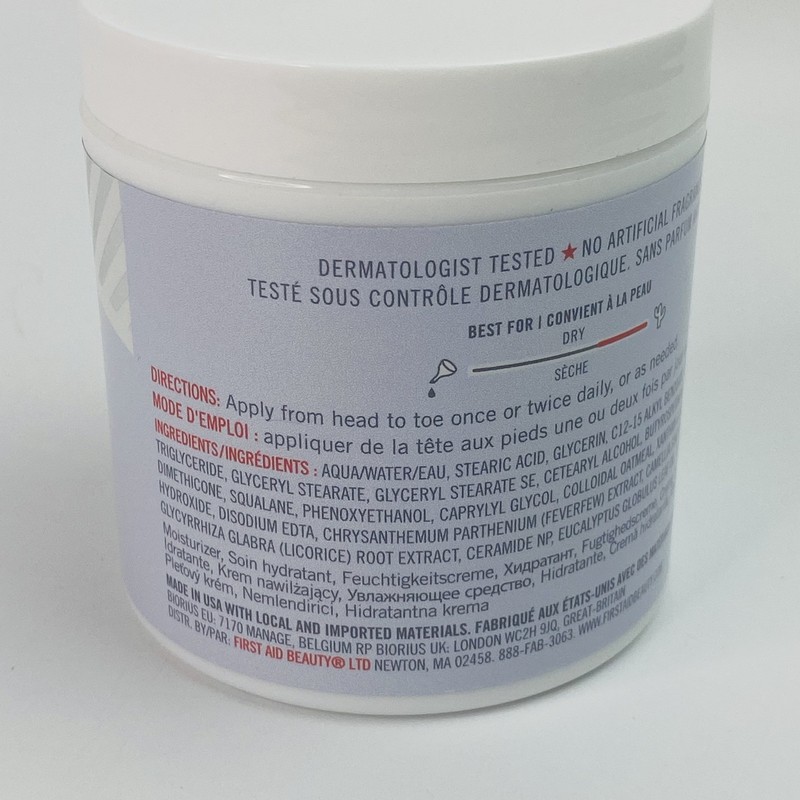 DERMATOLOGIST TESTED ★ NO ARTIFICIAL
TESTÉ SOUS CONTRÔLE DERMATOLOGIQUE. SANS PARFUM
BEST FOR | CONVIENT À LA PEAU
DRY
SÈCHE
DIRECTIONS: Apply from head to toe once or twice daily, or as needed.
MODE D'EMPLOI : appliquer de la tête aux pieds une ou deux fois par
INGREDIENTS/INGRÉDIENTS : AQUA/WATER/EAU, STEARIC ACID, GLYCERIN, C12-15 ALKYL
TRIGLYCERIDE, GLYCERYL STEARATE, GLYCERYL STEARATE SE, CETEARYL ALCOHOL,
DIMETHICONE, SQUALANE, PHENOXYETHANOL, CAPRYLYL GLYCOL, COLLOIDAL OATMEAL,
HYDROXIDE, DISODIUM EDTA, CHRYSANTHEMUM PARTHENIUM (FEVERFEW) EXTRACT,
GLYCYRRHIZA GLABRA (LICORICE) ROOT EXTRACT, CERAMIDE NP, EUCALYPTUS GLOBULUS
Moisturizer, Soin hydratant, Feuchtigkeitscreme, Хидратант, Fugtighedscreme,
Idratante, Krem nawilżający, Увлажняющее средство, Hidratante, Cremă
Pleťový krém, Nemlendirici, Hidratantna krema
MADE IN USA WITH LOCAL AND IMPORTED MATERIALS. FABRIQUÉ AUX ÉTATS-UNIS AVEC DES
BIORIUS EU: 7170 MANAGE, BELGIUM RP BIORIUS UK: LONDON WC2H 9JQ, GREAT-BRITAIN
DISTR. BY/PAR: FIRST AID BEAUTY® LTD NEWTON, MA 02458. 888-FAB-3063. WWW.FIRSTAIDBEAUTY.COM